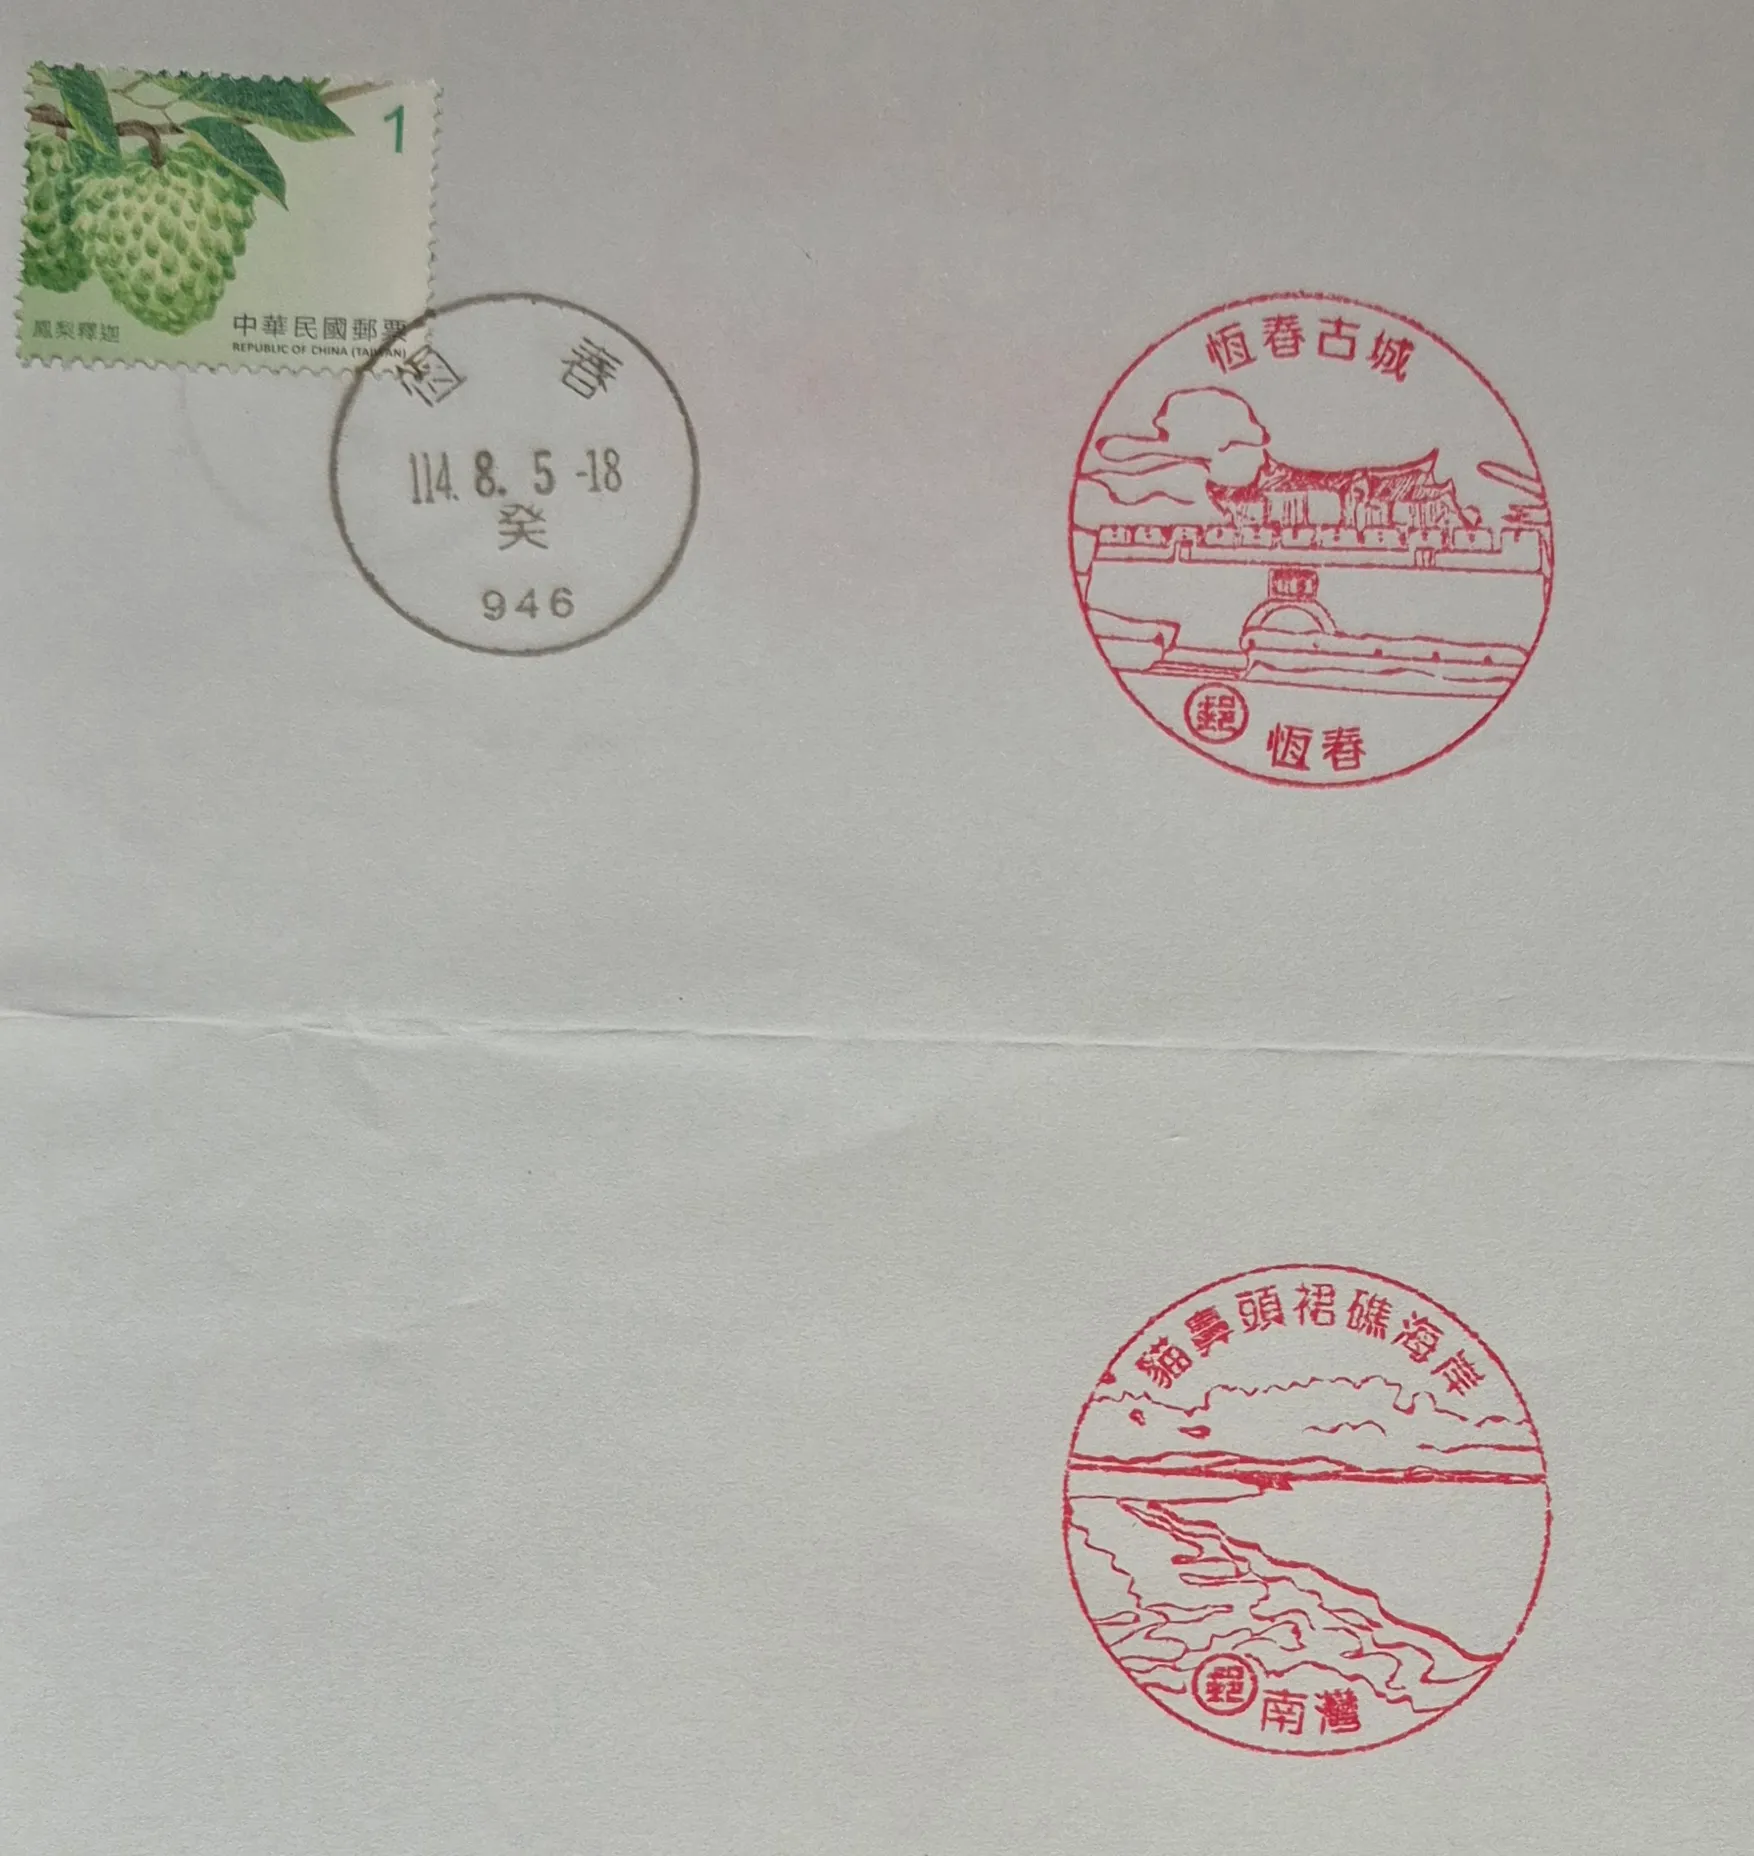 1
鳳梨釋迦
中華民國郵票
REPUBLIC OF CHINA (TAIWAN)
恆 春
114. 8. 5 -18
癸
946
恆春古城
郵
恆春
貓鼻頭裙礁海岸
郵 南灣